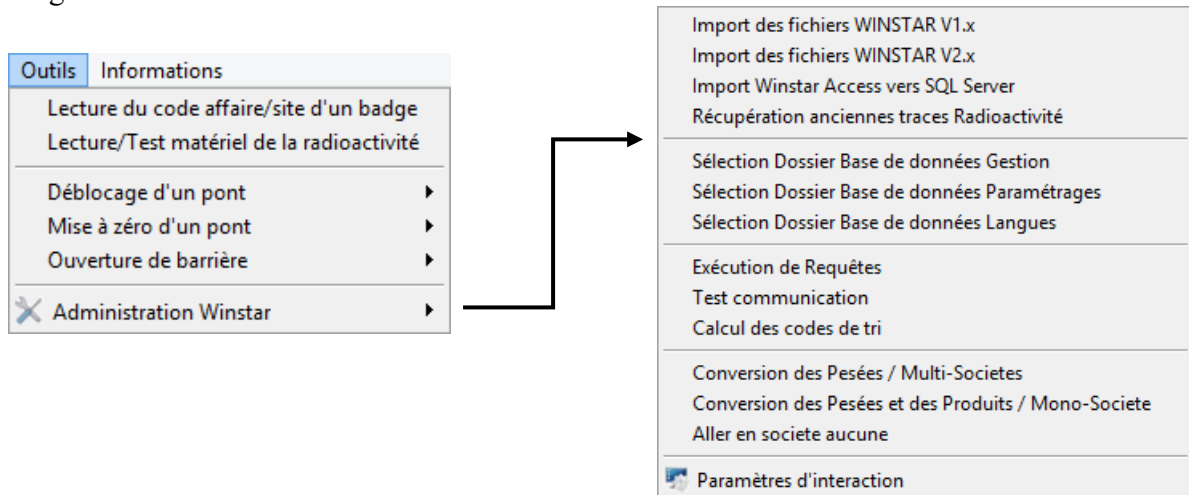 Outils Informations
Lecture du code affaire/site d'un badge
Lecture/Test matériel de la radioactivité
Déblocage d'un pont
Mise à zéro d'un pont
Ouverture de barrière
Administration Winstar
Import des fichiers WINSTAR V1.x
Import des fichiers WINSTAR V2.x
Import Winstar Access vers SQL Server
Récupération anciennes traces Radioactivité
Sélection Dossier Base de données Gestion
Sélection Dossier Base de données Paramétrages
Sélection Dossier Base de données Langues
Exécution de Requêtes
Test communication
Calcul des codes de tri
Conversion des Pesées / Multi-Societes
Conversion des Pesées et des Produits / Mono-Societe
Aller en societe aucune
Paramètres d'interaction